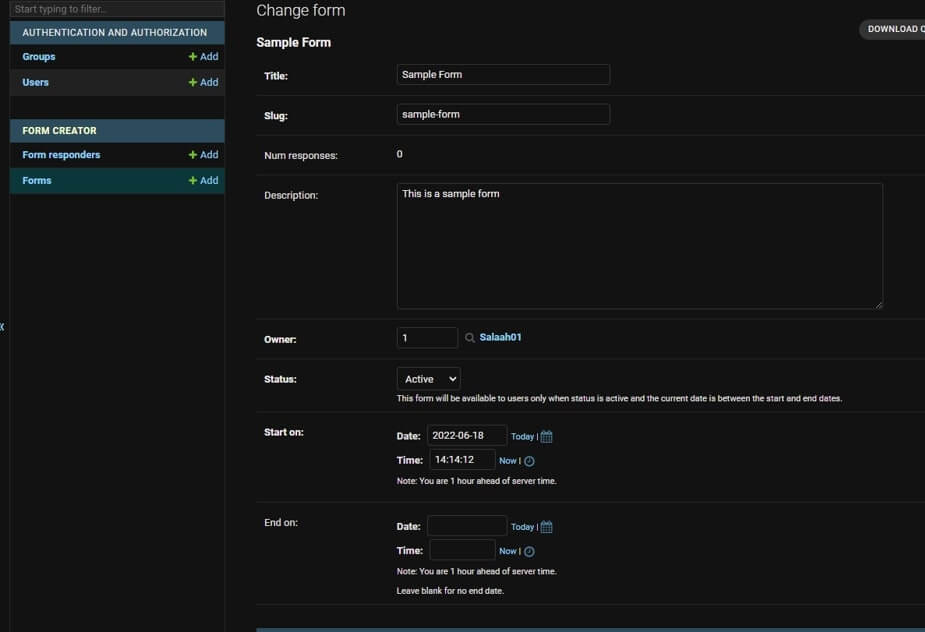 Start typing to filter...
AUTHENTICATION AND AUTHORIZATION
Groups + Add
Users + Add
FORM CREATOR
Form responders + Add
Forms + Add
Change form
DOWNLOAD
Sample Form
Title: Sample Form
Slug: sample-form
Num responses: 0
Description: This is a sample form
Owner: 1 Salaah01
Status: Active
This form will be available to users only when status is active and the current date is between the start and end dates.
Start on:
Date: 2022-06-18 Today |
Time: 14:14:12 Now |
Note: You are 1 hour ahead of server time.
End on:
Date: Today |
Time: Now |
Note: You are 1 hour ahead of server time.
Leave blank for no end date.